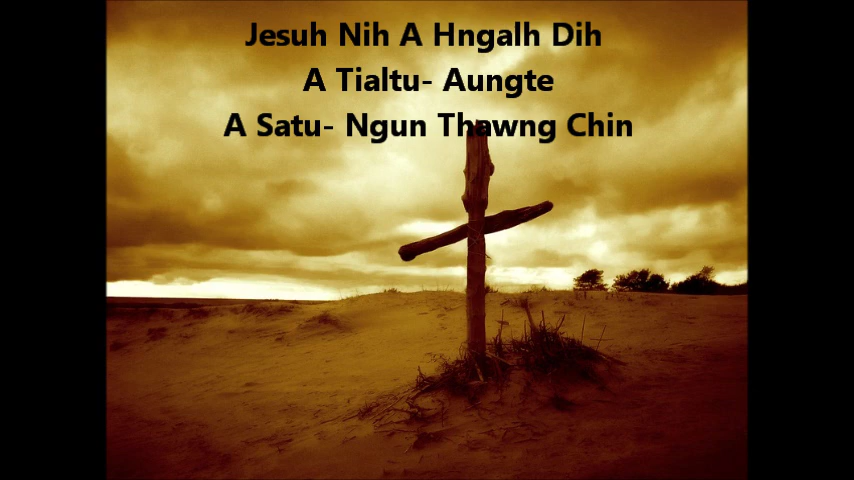 Jesuh Nih A Hngalh Dih
A Tialtu- Aungte
A Satu- Ngun Thawng Chin